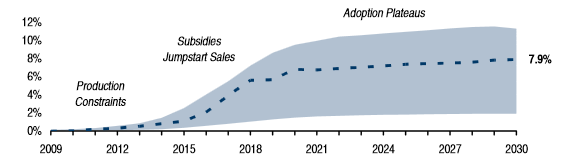 12%
10%
8%
6%
4%
2%
0%
Production
Constraints
Subsidies
Jumpstart Sales
Adoption Plateaus
7.9%
2009 2012 2015 2018 2021 2024 2027 2030